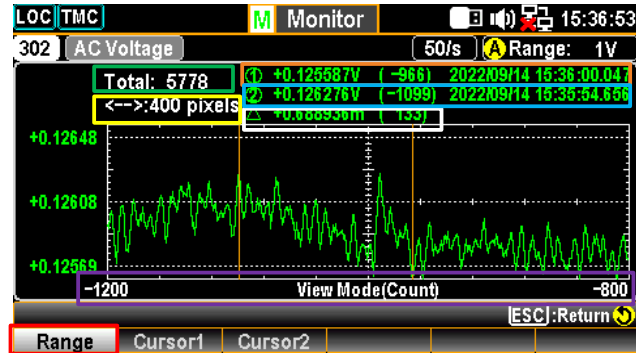 LOC TMC M Monitor 15:36:53
302 AC Voltage 50/s A Range: 1V
Total: 5778 ① +0.125587V ( -966) 2022/09/14 15:36:00.047
<-->:400 pixels ② +0.126276V (-1099) 2022/09/14 15:35:54.656
△ +0.688936m ( 133)
+0.12648
+0.12608
+0.12569
-1200 View Mode(Count) -800
[ESC]:Return
Range Cursor1 Cursor2